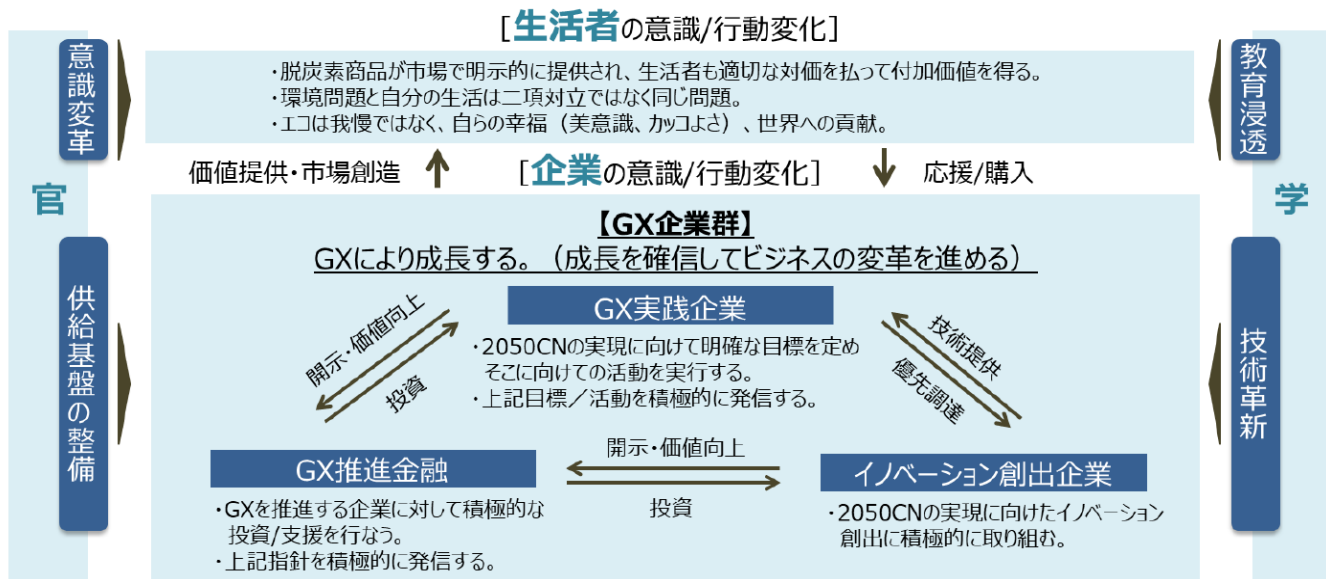 [生活者の意識/行動変化]
意識変革
・脱炭素商品が市場で明示的に提供され、生活者も適切な対価を払って付加価値を得る。
・環境問題と自分の生活は二項対立ではなく同じ問題。
・エコは我慢ではなく、自らの幸福（美意識、カッコよさ）、世界への貢献。
教育浸透
価値提供・市場創造
[企業の意識/行動変化]
応援/購入
官
学
【GX企業群】
GXにより成長する。（成長を確信してビジネスの変革を進める）
供給基盤の整備
技術革新
GX実践企業
・2050CNの実現に向けて明確な目標を定め
そこに向けての活動を実行する。
・上記目標／活動を積極的に発信する。
開示・価値向上
投資
技術提供
優先調達
GX推進金融
・GXを推進する企業に対して積極的な
投資/支援を行なう。
・上記指針を積極的に発信する。
開示・価値向上
投資
イノベーション創出企業
・2050CNの実現に向けたイノベーション
創出に積極的に取り組む。